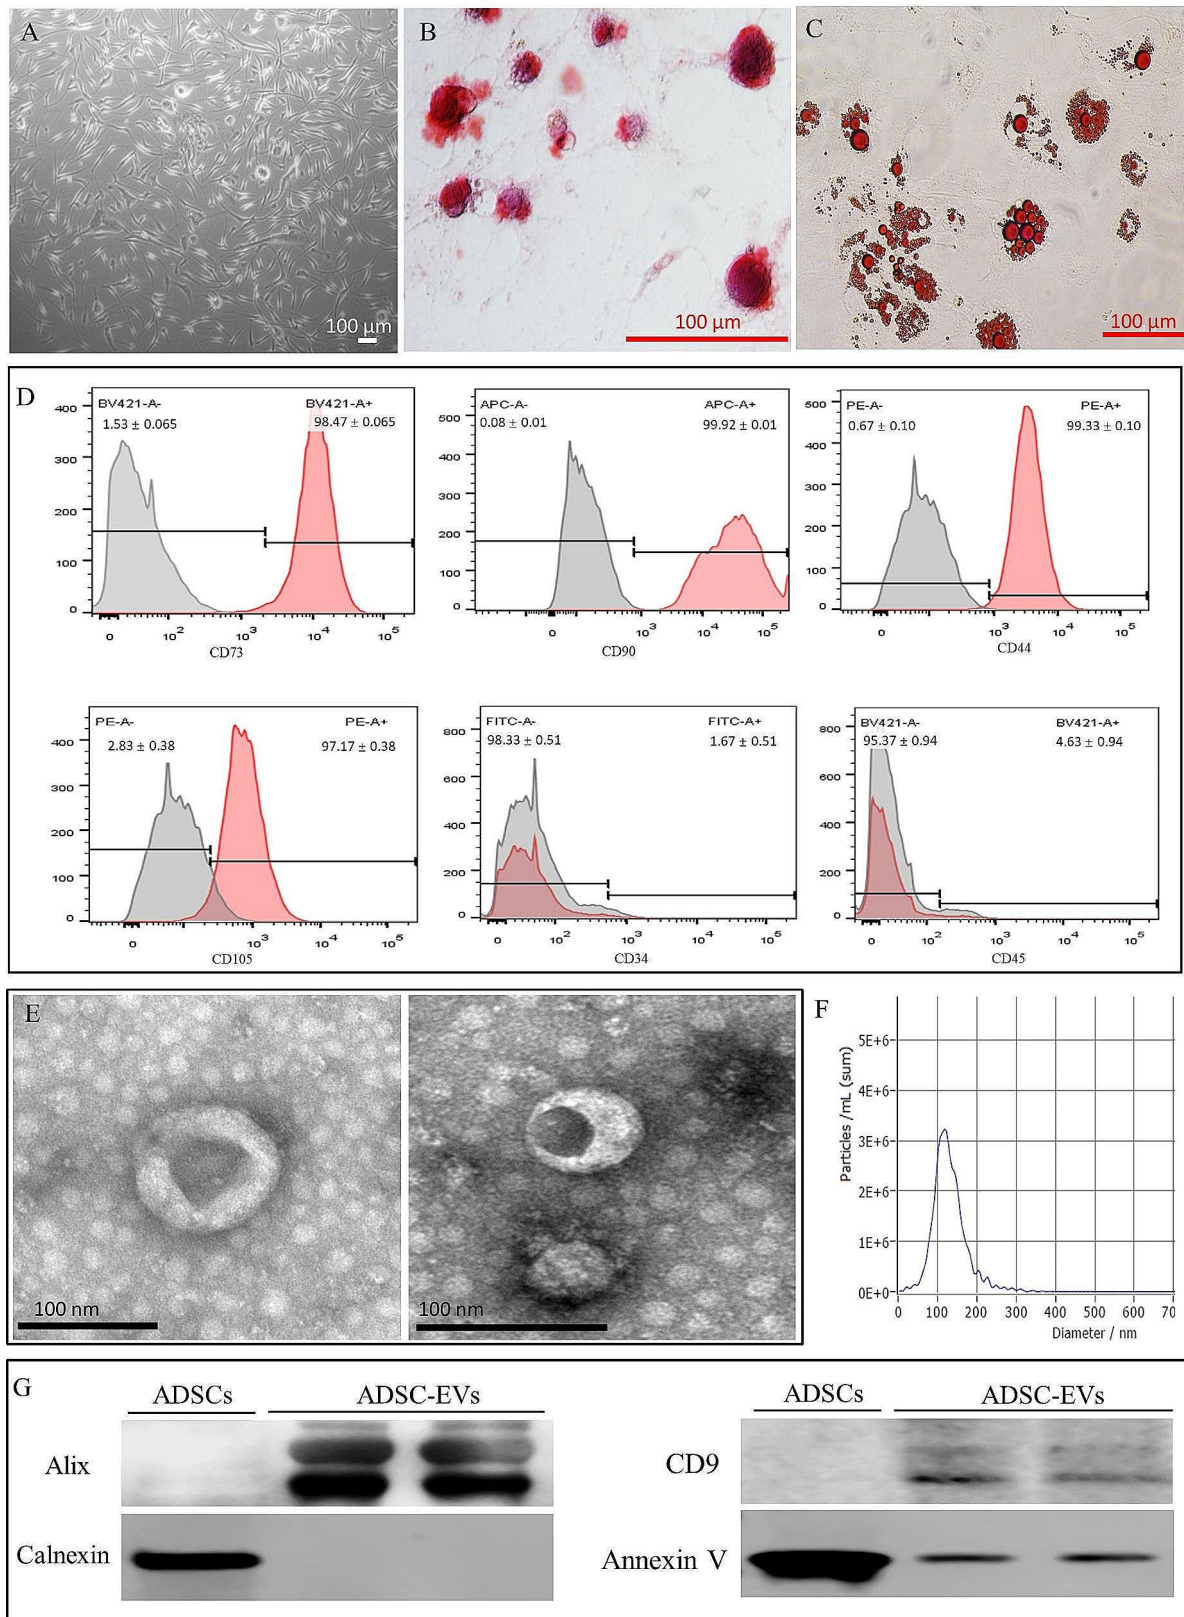 A
100 µm
B
100 µm
C
100 µm
D
BV421-A-
BV421-A+
1.53 ± 0.065
98.47 ± 0.065
400
300
200
100
0
0
10²
10³
10⁴
10⁵
CD73
APC-A-
APC-A+
0.08 ± 0.01
99.92 ± 0.01
500
400
300
200
100
0
0
10³
10⁴
10⁵
CD90
PE-A-
PE-A+
0.67 ± 0.10
99.33 ± 0.10
500
400
300
200
100
0
0
10³
10⁴
10⁵
CD44
PE-A-
PE-A+
2.83 ± 0.38
97.17 ± 0.38
400
300
200
100
0
0
10³
10⁴
10⁵
CD105
FITC-A-
FITC-A+
98.33 ± 0.51
1.67 ± 0.51
800
600
400
200
0
0
10²
10³
10⁴
10⁵
CD34
BV421-A-
BV421-A+
95.37 ± 0.94
4.63 ± 0.94
800
600
400
200
0
0
10²
10³
10⁴
10⁵
CD45
E
100 nm
100 nm
F
Particles /mL (sum)
5E+6
4E+6
3E+6
2E+6
1E+6
0E+0
0 100 200 300 400 500 600 70
Diameter / nm
G
ADSCs
ADSC-EVs
Alix
Calnexin
ADSCs
ADSC-EVs
CD9
Annexin V